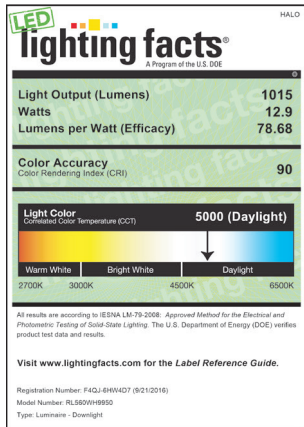 HALO
LED
lighting facts®
A Program of the U.S. DOE
Light Output (Lumens) 1015
Watts 12.9
Lumens per Watt (Efficacy) 78.68
Color Accuracy
Color Rendering Index (CRI) 90
Light Color
Correlated Color Temperature (CCT) 5000 (Daylight)
Warm White Bright White Daylight
2700K 3000K 4500K 6500K
All results are according to IESNA LM-79-2008: Approved Method for the Electrical and
Photometric Testing of Solid-State Lighting. The U.S. Department of Energy (DOE) verifies
product test data and results.
Visit www.lightingfacts.com for the Label Reference Guide.
Registration Number: F4QJ-6HW4D7 (9/21/2016)
Model Number: RL560WH9950
Type: Luminaire - Downlight